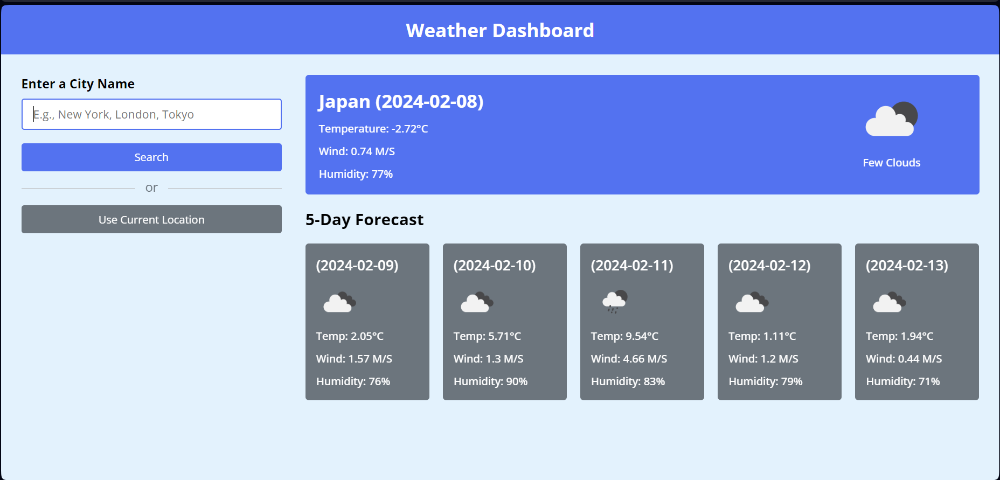 Weather Dashboard
Enter a City Name
E.g., New York, London, Tokyo
Search
or
Use Current Location
Japan (2024-02-08)
Temperature: -2.72°C
Wind: 0.74 M/S
Humidity: 77%
Few Clouds
5-Day Forecast
(2024-02-09)
Temp: 2.05°C
Wind: 1.57 M/S
Humidity: 76%
(2024-02-10)
Temp: 5.71°C
Wind: 1.3 M/S
Humidity: 90%
(2024-02-11)
Temp: 9.54°C
Wind: 4.66 M/S
Humidity: 83%
(2024-02-12)
Temp: 1.11°C
Wind: 1.2 M/S
Humidity: 79%
(2024-02-13)
Temp: 1.94°C
Wind: 0.44 M/S
Humidity: 71%